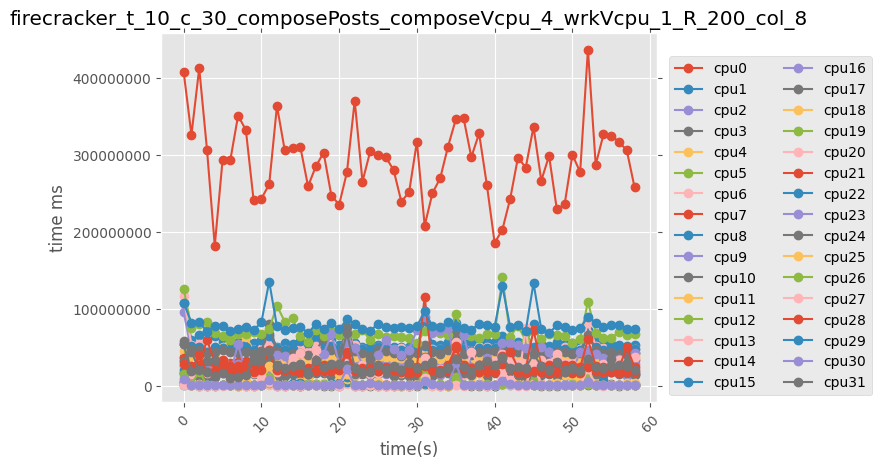 firecracker_t_10_c_30_composePosts_composeVcpu_4_wrkVcpu_1_R_200_col_8
400000000
300000000
200000000
100000000
0
time ms
0
10
20
30
40
50
60
time(s)
cpu0
cpu1
cpu2
cpu3
cpu4
cpu5
cpu6
cpu7
cpu8
cpu9
cpu10
cpu11
cpu12
cpu13
cpu14
cpu15
cpu16
cpu17
cpu18
cpu19
cpu20
cpu21
cpu22
cpu23
cpu24
cpu25
cpu26
cpu27
cpu28
cpu29
cpu30
cpu31